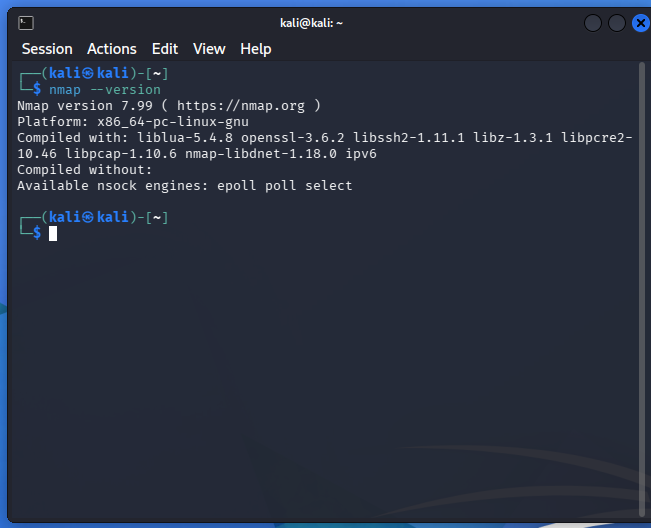 kali@kali: ~
Session Actions Edit View Help
┌──(kali㉿kali)-[~]
└─$ nmap --version
Nmap version 7.99 ( https://nmap.org )
Platform: x86_64-pc-linux-gnu
Compiled with: liblua-5.4.8 openssl-3.6.2 libssh2-1.11.1 libz-1.3.1 libpcre2-
10.46 libpcap-1.10.6 nmap-libdnet-1.18.0 ipv6
Compiled without:
Available nsock engines: epoll poll select
┌──(kali㉿kali)-[~]
└─$